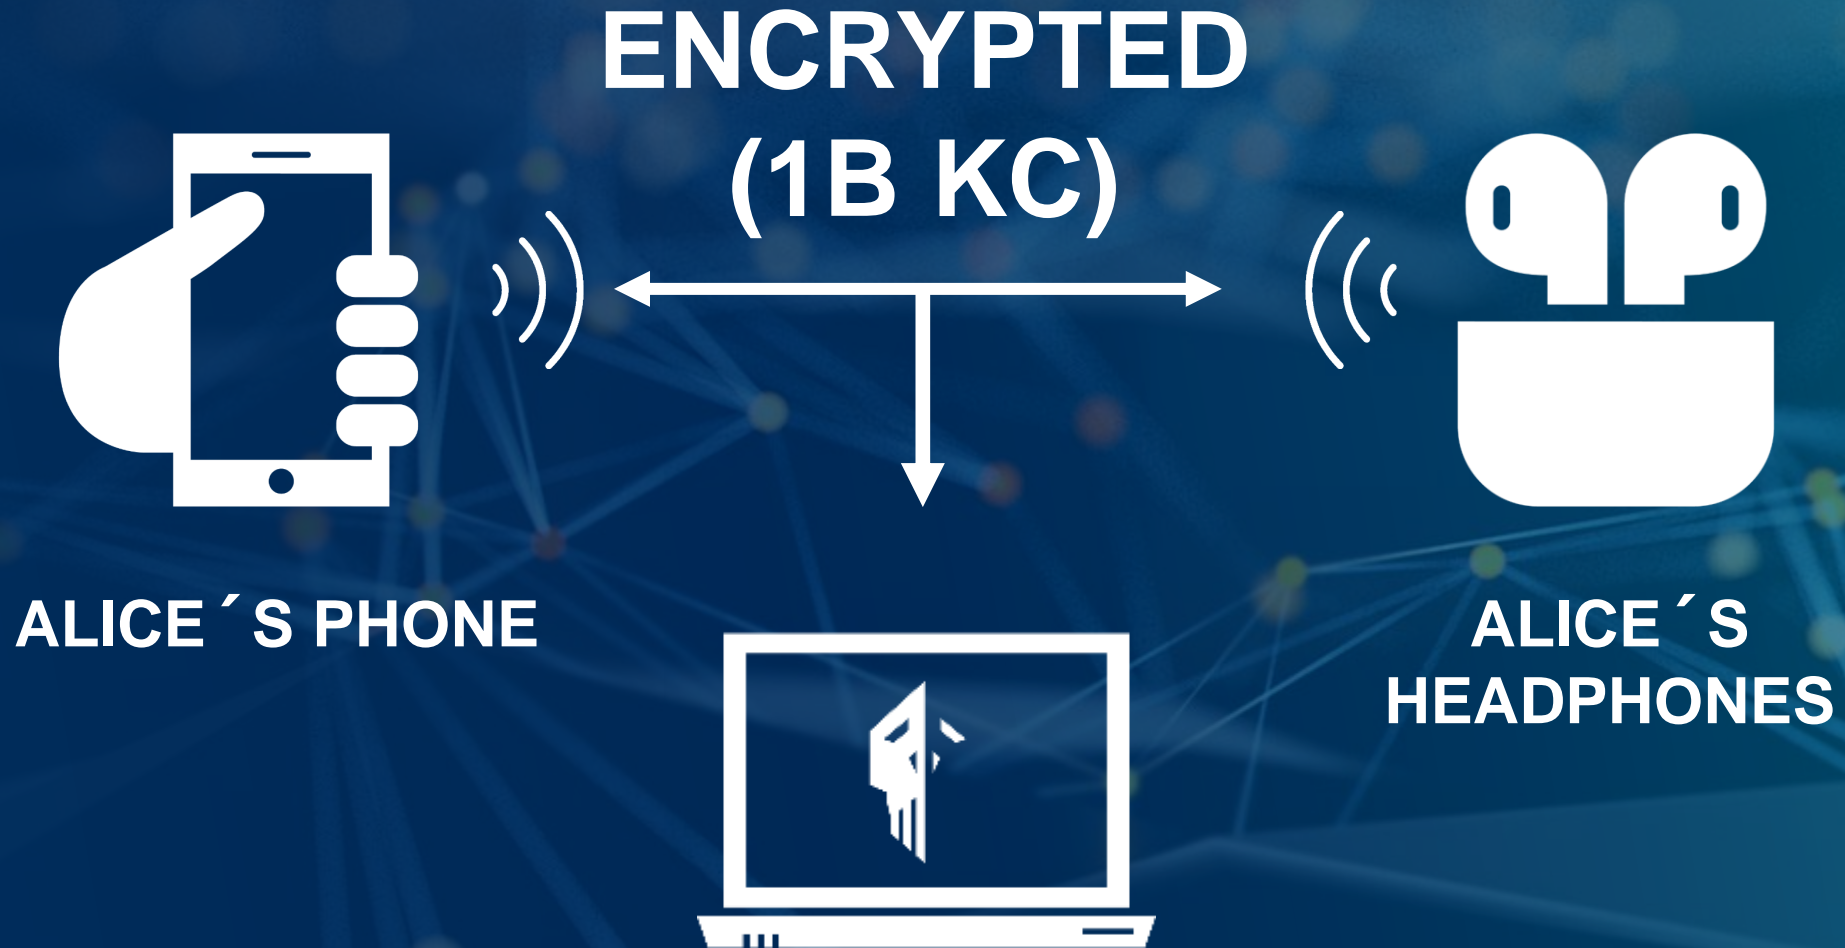 ENCRYPTED
(1B KC)
ALICE´S PHONE
ALICE´S
HEADPHONES